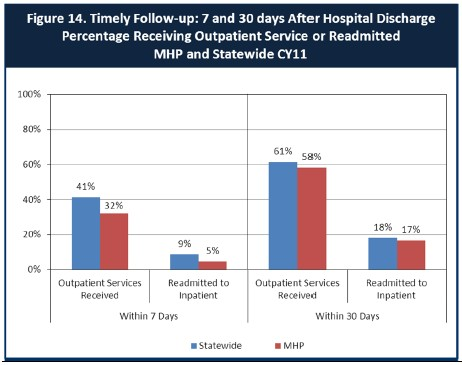 Figure 14. Timely Follow-up: 7 and 30 days After Hospital Discharge
Percentage Receiving Outpatient Service or Readmitted
MHP and Statewide CY11
100%
80%
60%
40%
20%
0%
41%
32%
9%
5%
61%
58%
18%
17%
Outpatient Services
Received
Readmitted to
Inpatient
Outpatient Services
Received
Readmitted to
Inpatient
Within 7 Days
Within 30 Days
Statewide
MHP